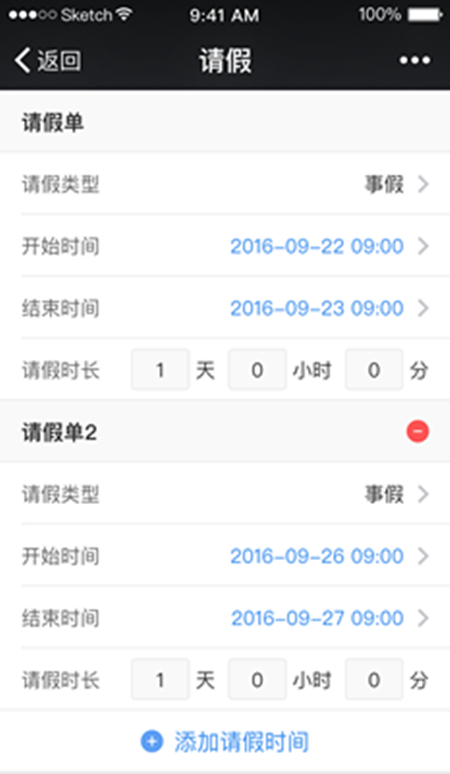 Sketch 9:41 AM 100%
返回 请假
请假单
请假类型 事假
开始时间 2016-09-22 09:00
结束时间 2016-09-23 09:00
请假时长 1 天 0 小时 0 分
请假单2
请假类型 事假
开始时间 2016-09-26 09:00
结束时间 2016-09-27 09:00
请假时长 1 天 0 小时 0 分
添加请假时间